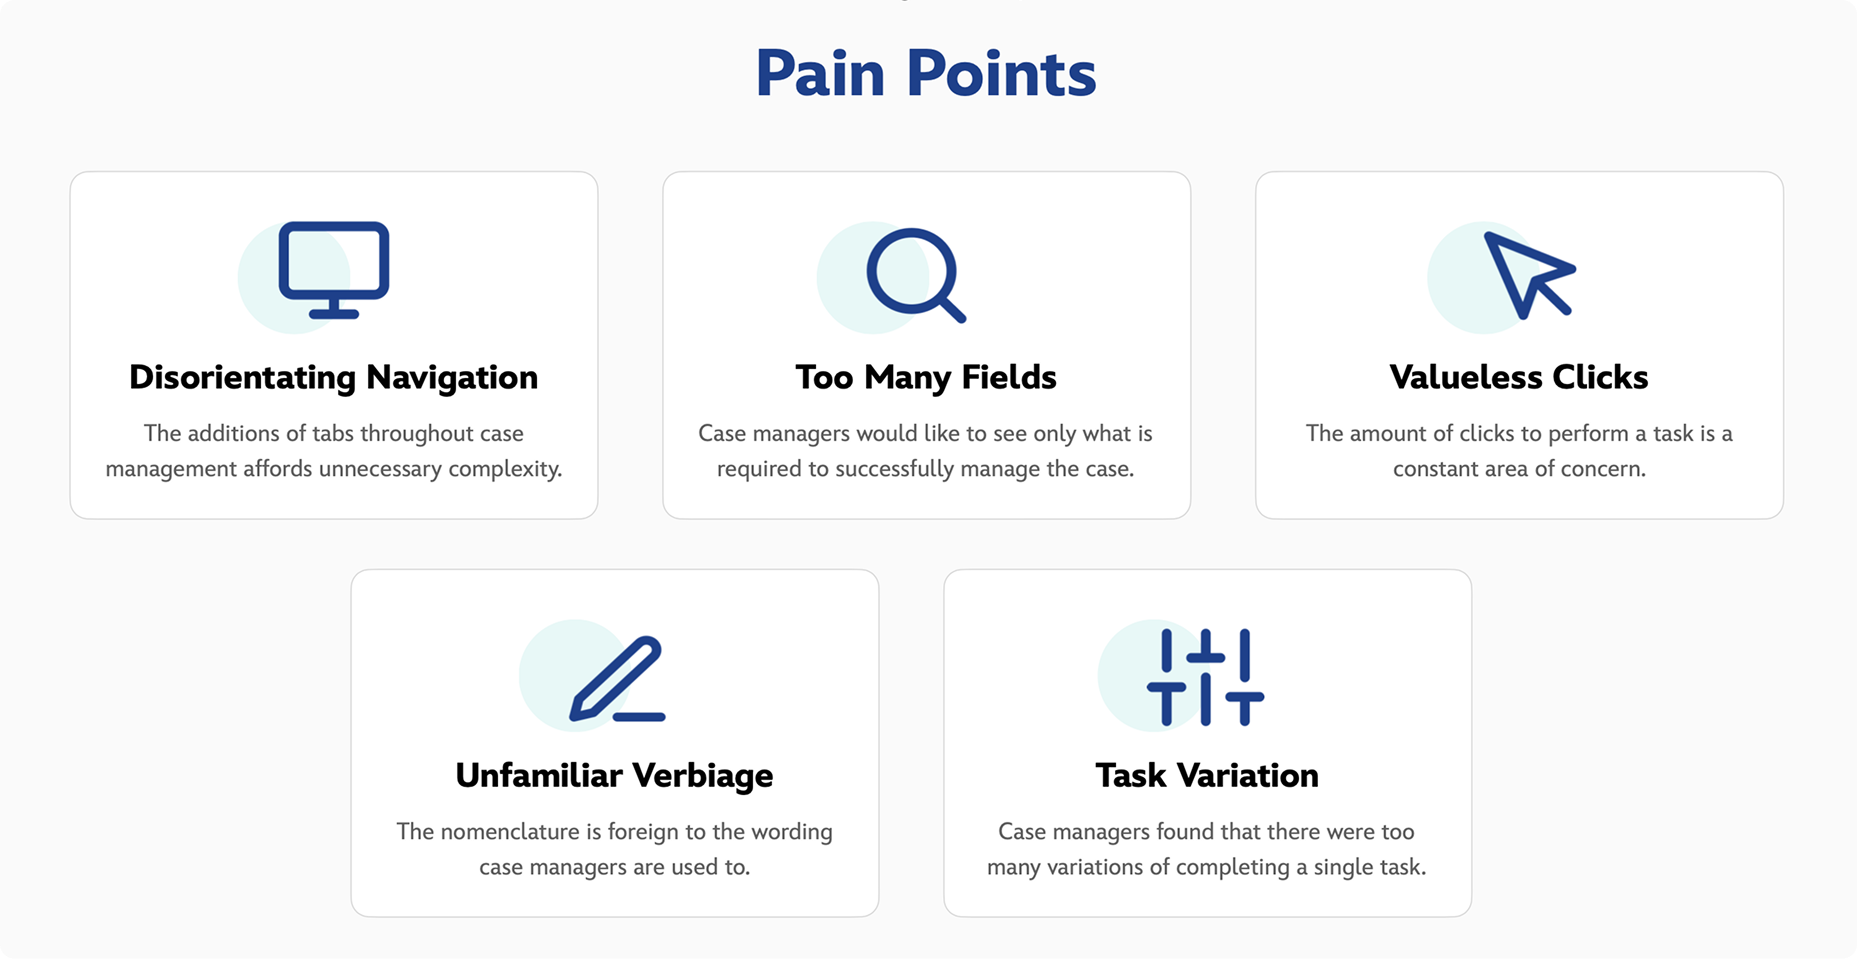 Pain Points
Disorientating Navigation
The additions of tabs throughout case
management affords unnecessary complexity.
Too Many Fields
Case managers would like to see only what is
required to successfully manage the case.
Valueless Clicks
The amount of clicks to perform a task is a
constant area of concern.
Unfamiliar Verbiage
The nomenclature is foreign to the wording
case managers are used to.
Task Variation
Case managers found that there were too
many variations of completing a single task.